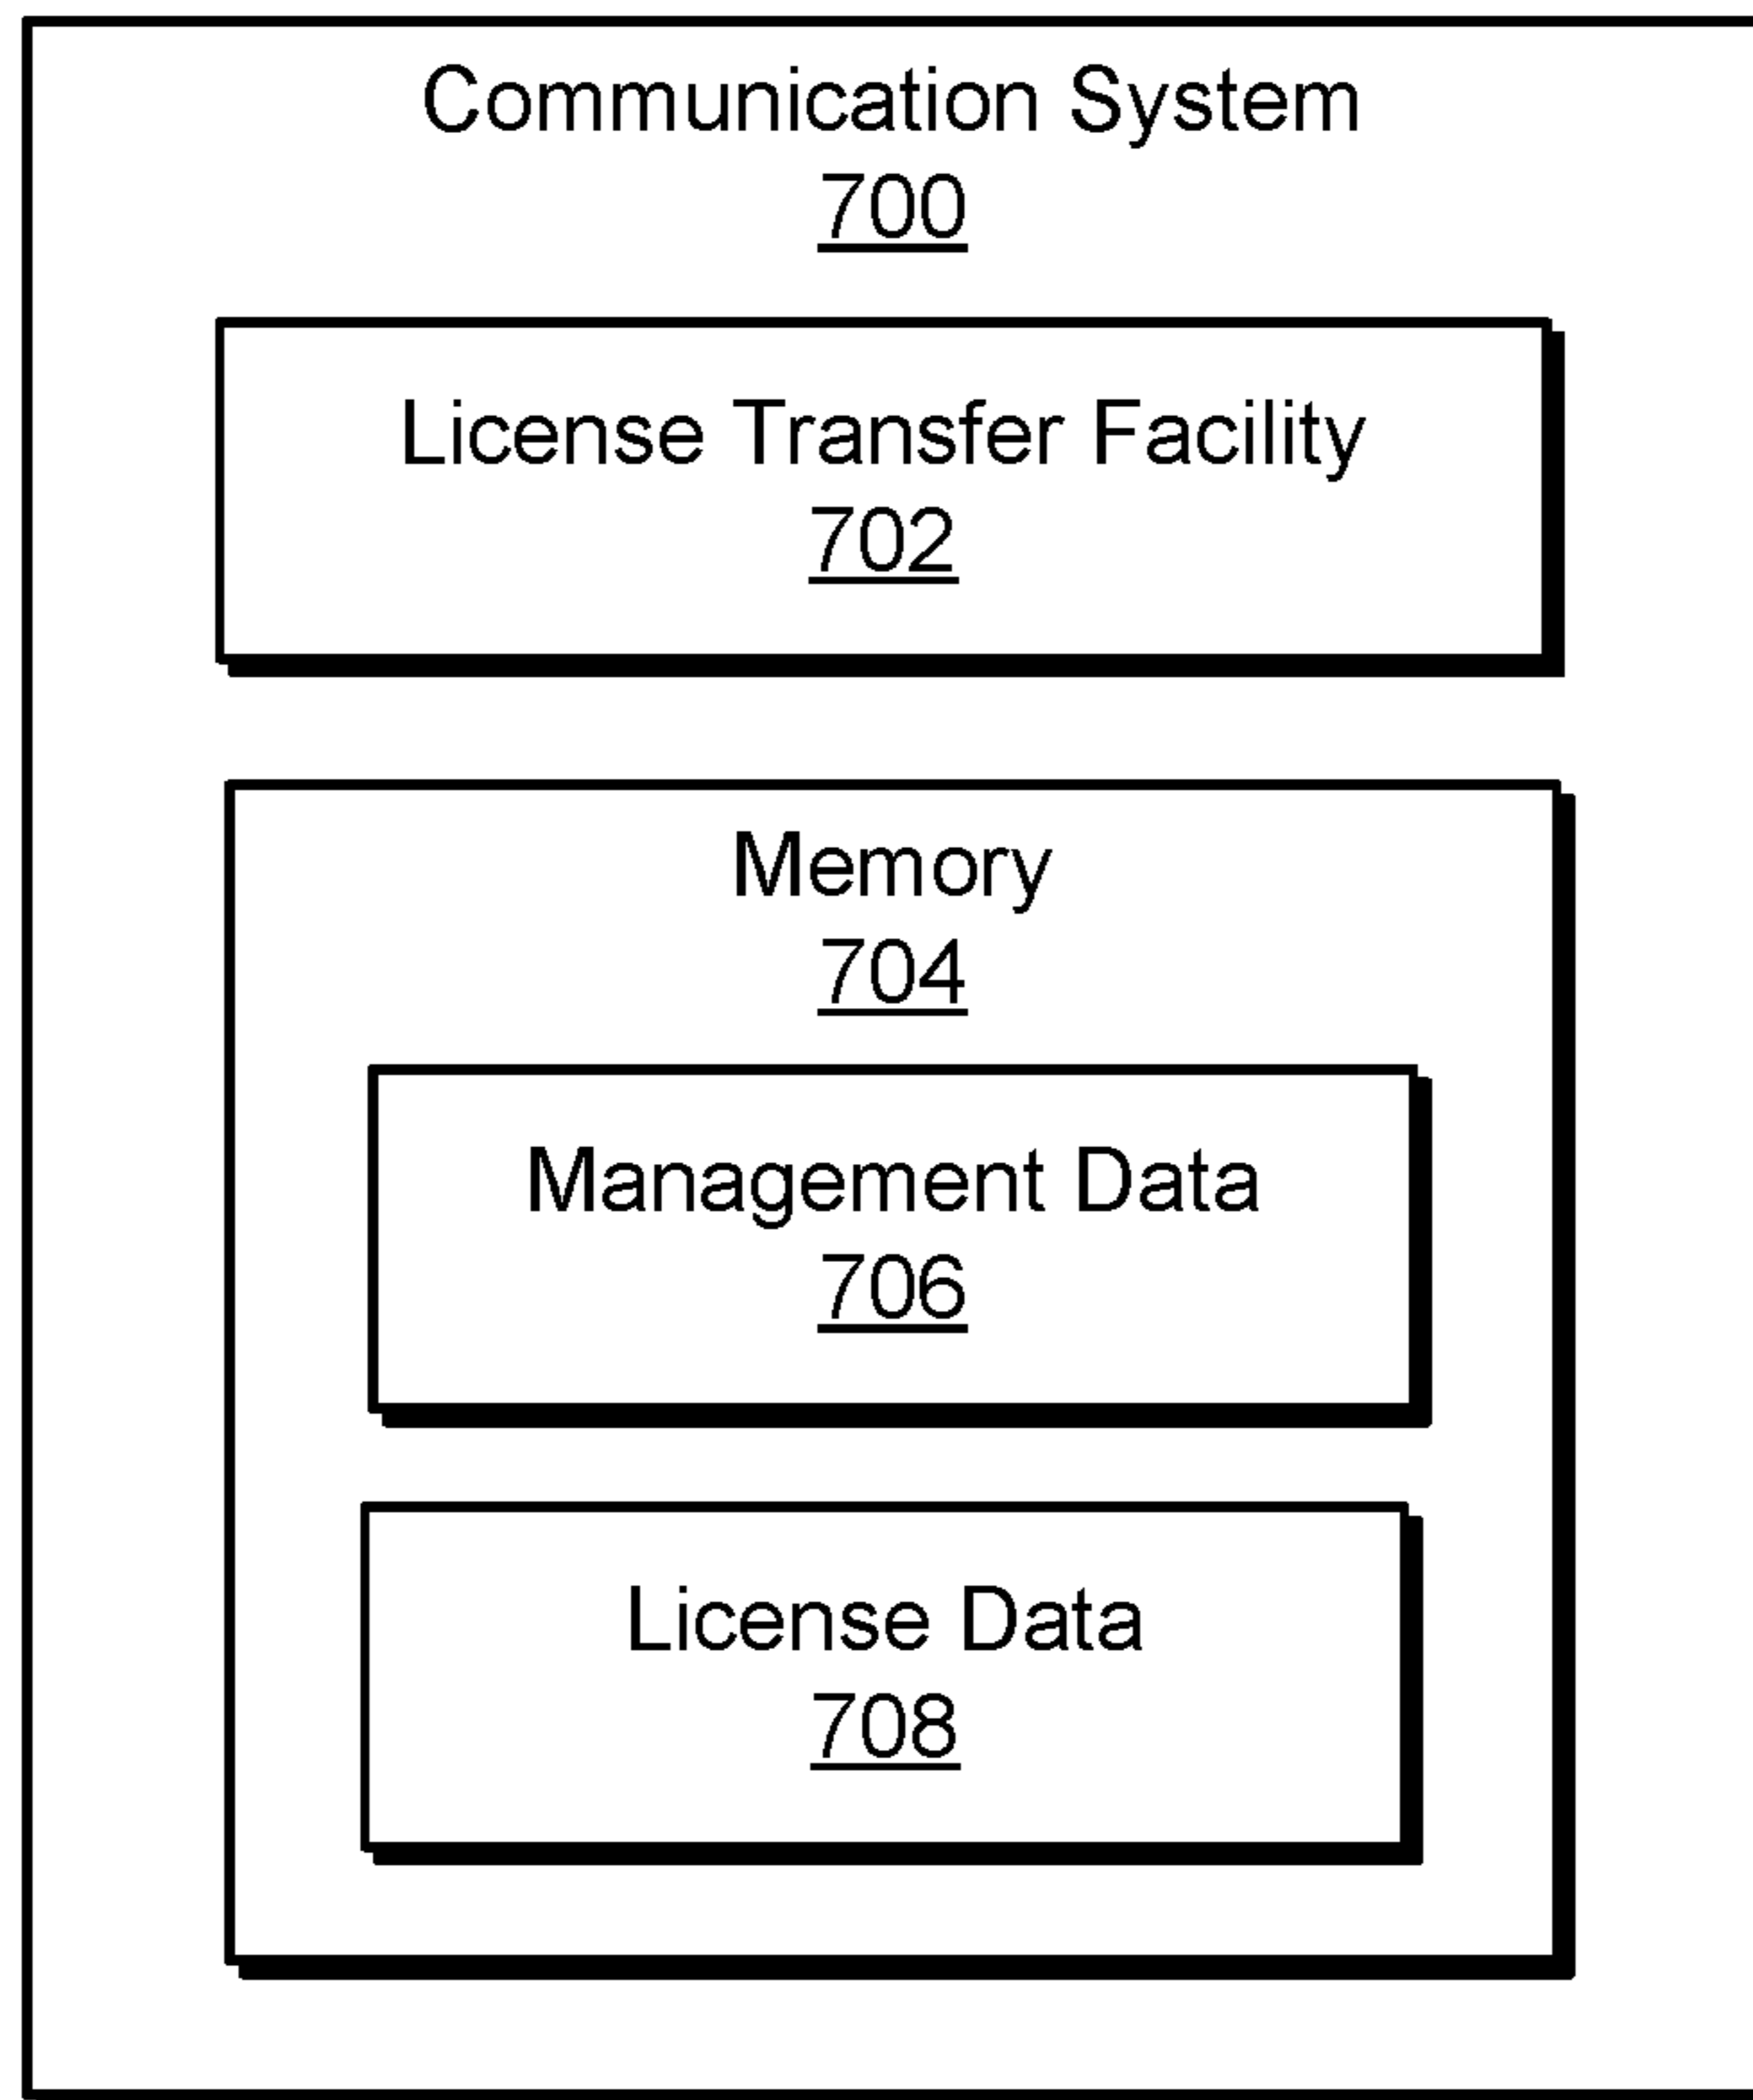 Communication System
700
License Transfer Facility
702
Memory
704
Management Data
706
License Data
708